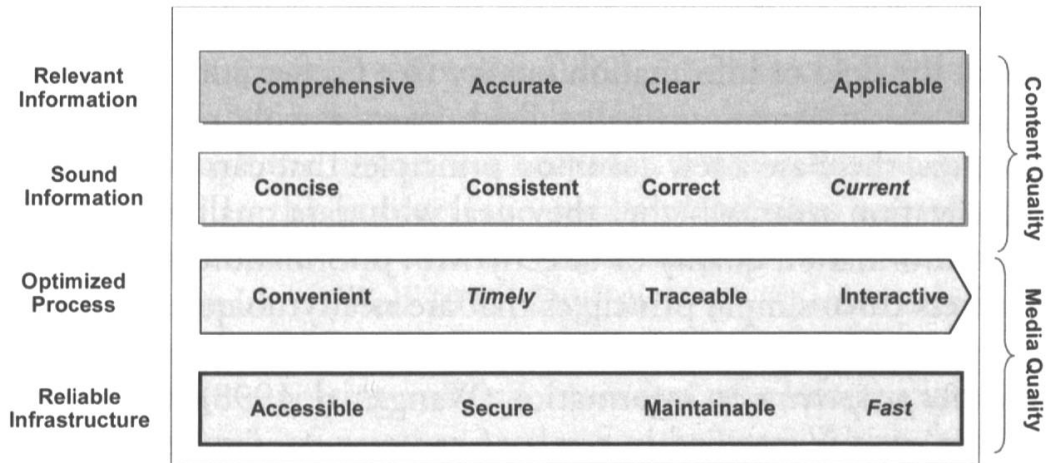 Relevant
Information
Comprehensive Accurate Clear Applicable
Sound
Information
Concise Consistent Correct Current
Content Quality
Optimized
Process
Convenient Timely Traceable Interactive
Reliable
Infrastructure
Accessible Secure Maintainable Fast
Media Quality